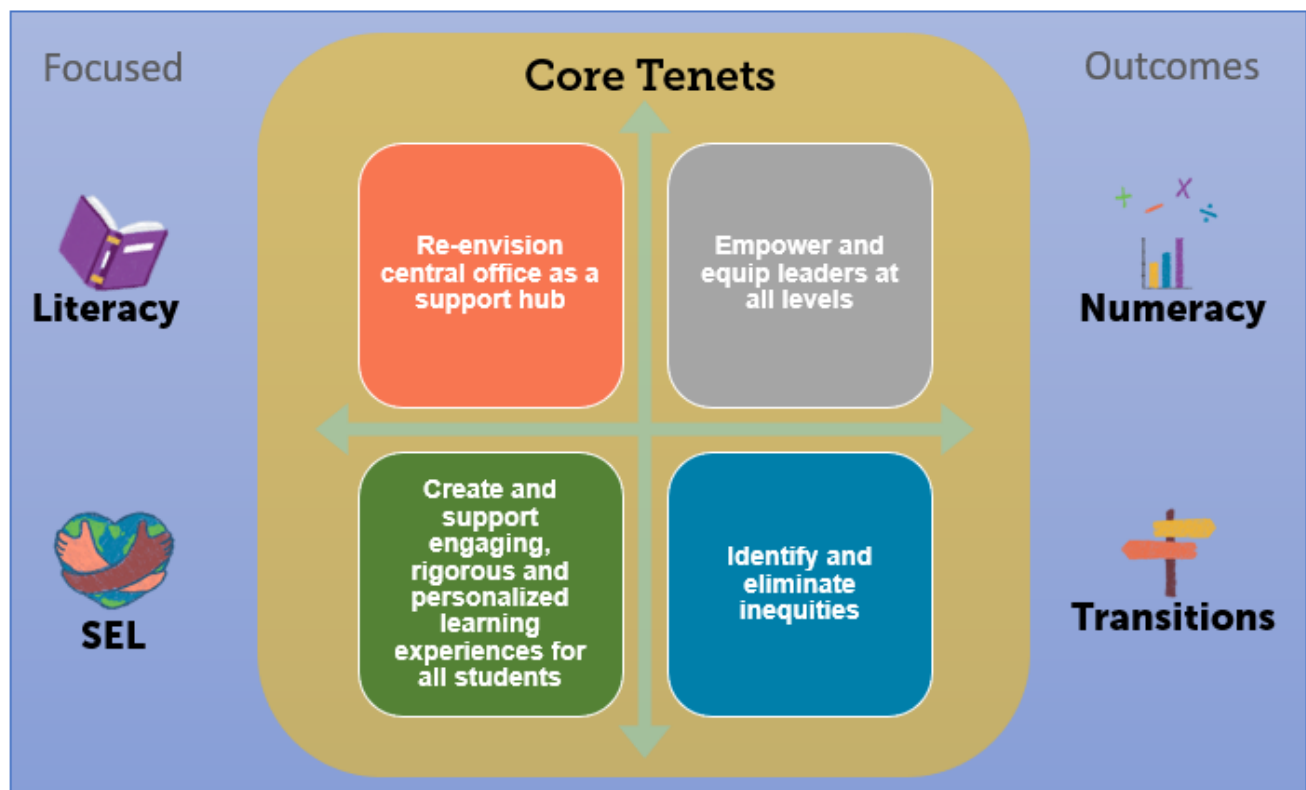 Focused
Core Tenets
Outcomes
Re-envision
central office as a
support hub
Empower and
equip leaders at
all levels
Literacy
Numeracy
Create and
support
engaging,
rigorous and
personalized
learning
experiences for
all students
Identify and
eliminate
inequities
SEL
Transitions